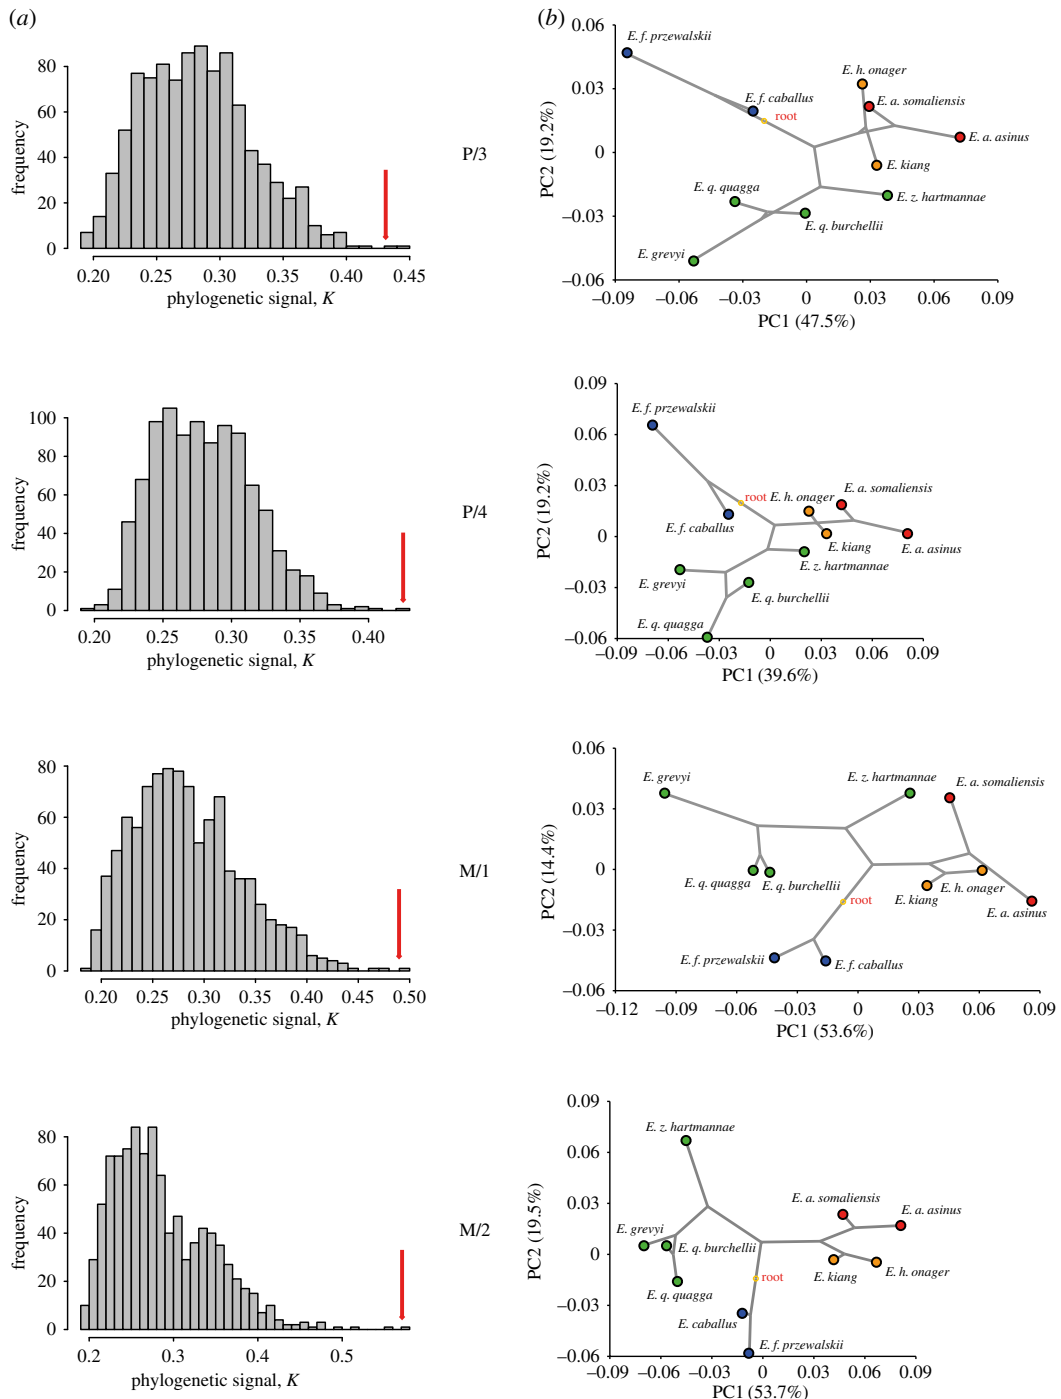 (a)
80
60
40
20
0
frequency
0.20
0.25
0.30
0.35
0.40
0.45
phylogenetic signal, K
P/3
(b)
0.06
0.03
0
–0.03
–0.06
PC2 (19.2%)
–0.09
–0.06
–0.03
0
0.03
0.06
0.09
PC1 (47.5%)
E. f. przewalskii
E. f. caballus
root
E. h. onager
E. a. somaliensis
E. a. asinus
E. kiang
E. z. hartmannae
E. q. quagga
E. q. burchellii
E. grevyi
100
80
60
40
20
0
frequency
0.20
0.25
0.30
0.35
0.40
phylogenetic signal, K
P/4
0.09
0.06
0.03
0
–0.03
–0.06
PC2 (19.2%)
–0.09
–0.06
–0.03
0
0.03
0.06
0.09
PC1 (39.6%)
E. f. przewalskii
root
E. h. onager
E. a. somaliensis
E. f. caballus
E. kiang
E. a. asinus
E. z. hartmannae
E. grevyi
E. q. burchellii
E. q. quagga
80
60
40
20
0
frequency
0.20
0.25
0.30
0.35
0.40
0.45
0.50
phylogenetic signal, K
M/1
0.06
0.03
0
–0.03
–0.06
PC2 (14.4%)
–0.12
–0.09
–0.06
–0.03
0
0.03
0.06
0.09
PC1 (53.6%)
E. grevyi
E. z. hartmannae
E. a. somaliensis
E. q. quagga
E. q. burchellii
E. h. onager
E. kiang
E. a. asinus
root
E. f. przewalskii
E. f. caballus
80
60
40
20
0
frequency
0.2
0.3
0.4
0.5
phylogenetic signal, K
M/2
0.09
0.06
0.03
0
–0.03
–0.06
PC2 (19.5%)
–0.09
–0.06
–0.03
0
0.03
0.06
0.09
PC1 (53.7%)
E. z. hartmannae
E. a. somaliensis
E. a. asinus
E. grevyi
E. q. burchellii
E. q. quagga
E. kiang
E. h. onager
root
E. caballus
E. f. przewalskii